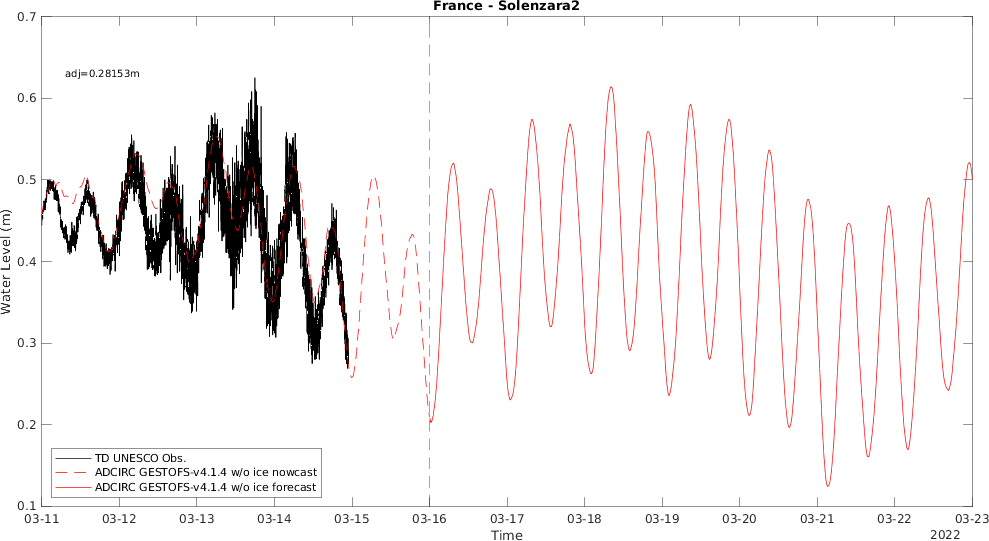 France - Solenzara2
adj=0.28153m
Water Level (m)
0.7
0.6
0.5
0.4
0.3
0.2
0.1
TD UNESCO Obs.
ADCIRC GESTOFS-v4.1.4 w/o ice nowcast
ADCIRC GESTOFS-v4.1.4 w/o ice forecast
03-11 03-12 03-13 03-14 03-15 03-16 03-17 03-18 03-19 03-20 03-21 03-22 03-23
Time
2022